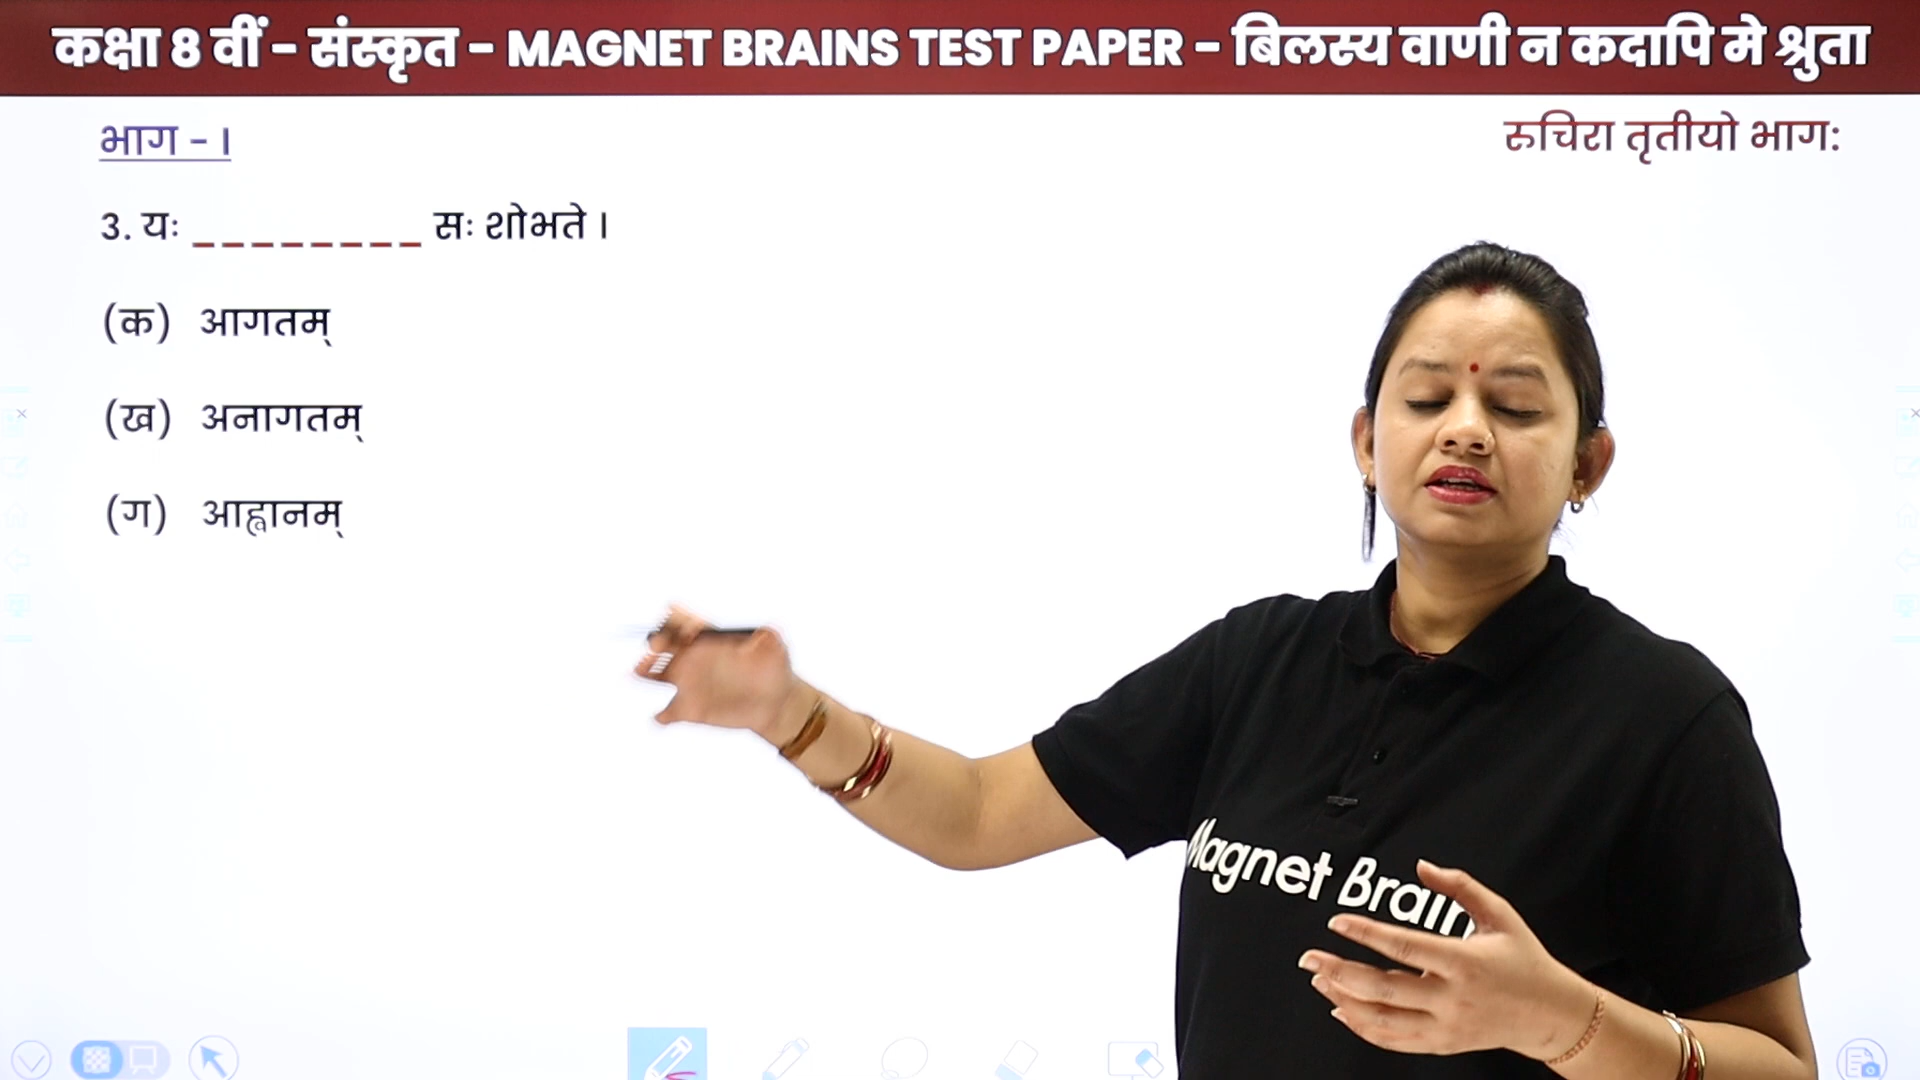 कक्षा 8 वीं - संस्कृत - MAGNET BRAINS TEST PAPER - बिलस्य वाणी न कदापि मे श्रुता
भाग - I
रुचिरा तृतीयो भाग:
3. यः ________ सः शोभते ।
(क) आगतम्
(ख) अनागतम्
(ग) आह्वानम्
Magnet Brain